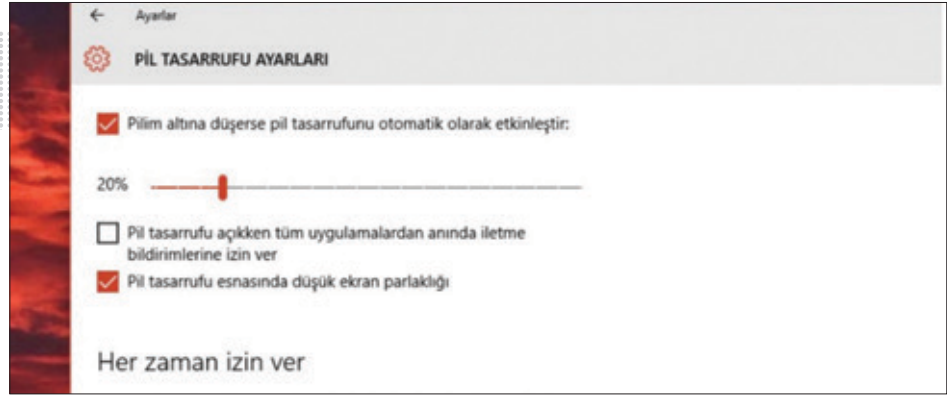 Ayarlar
PİL TASARRUFU AYARLARI
Pilim altına düşerse pil tasarrufunu otomatik olarak etkinleştir:
20%
Pil tasarrufu açıkken tüm uygulamalardan anında iletme
bildirimlerine izin ver
Pil tasarrufu esnasında düşük ekran parlaklığı
Her zaman izin ver